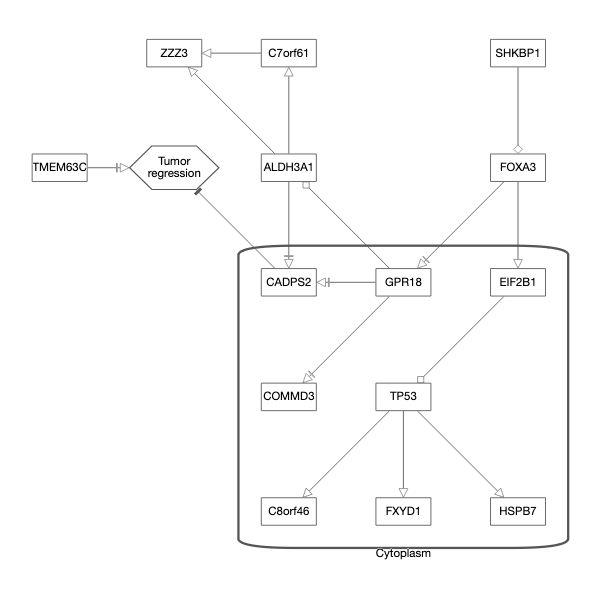 ZZZ3
C7orf61
SHKBP1
TMEM63C
Tumor
regression
ALDH3A1
FOXA3
CADPS2
GPR18
EIF2B1
COMMD3
TP53
C8orf46
FXYD1
HSPB7
Cytoplasm